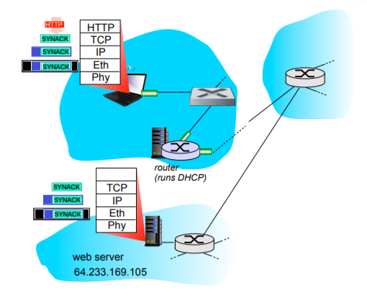 HTTP
SYNACK
SYNACK
SYNACK
HTTP
TCP
IP
Eth
Phy
router
(runs DHCP)
SYNACK
SYNACK
SYNACK
TCP
IP
Eth
Phy
web server
64.233.169.105